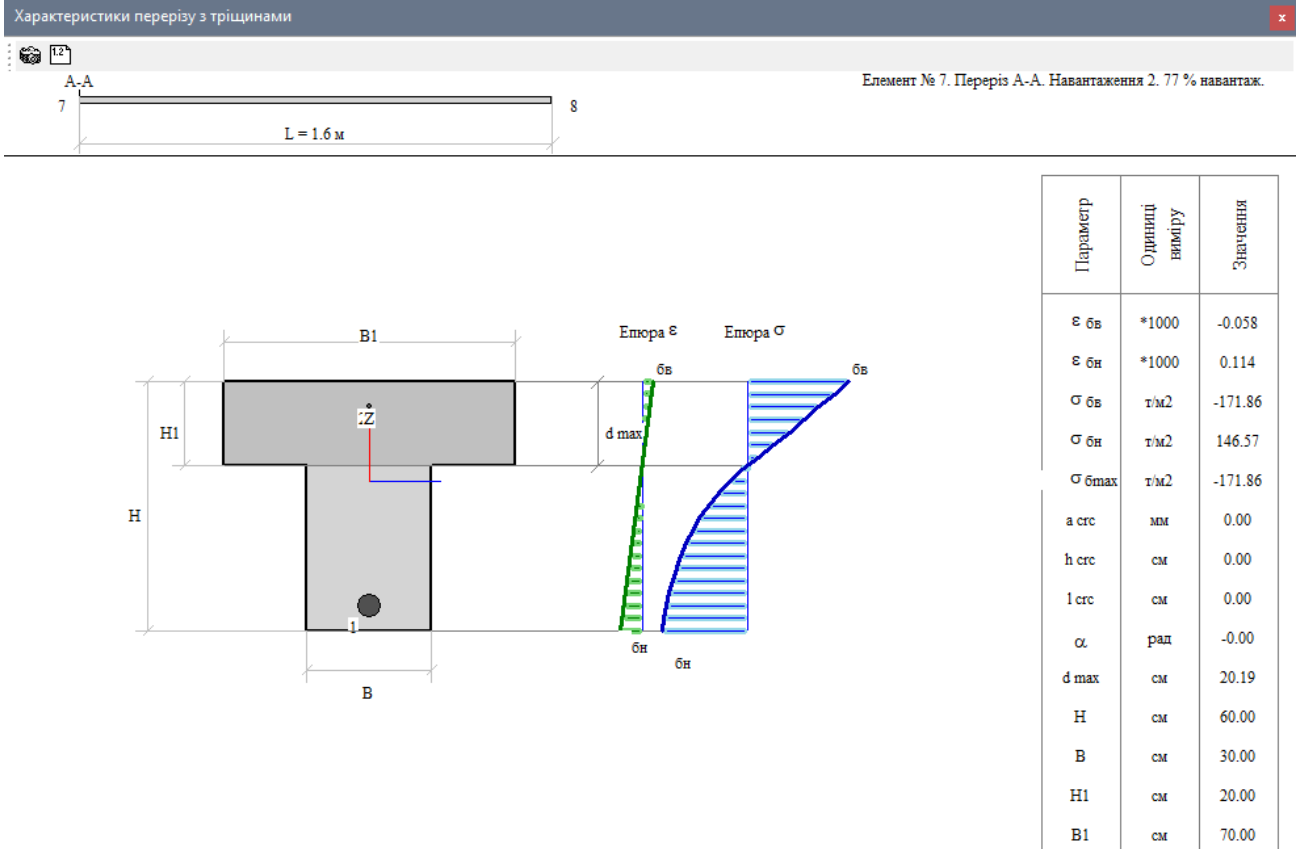 Характеристики перерізу з тріщинами
x
1.2
А-А
Елемент № 7. Переріз А-А. Навантаження 2. 77 % навантаж.
7
8
L = 1.6 м
Параметр
Одиниці виміру
Значення
B1
Епюра ε
Епюра σ
бв
бв
H1
Z
d max
H
1
бн
бн
B
ε бв *1000 -0.058
ε бн *1000 0.114
σ бв т/м2 -171.86
σ бн т/м2 146.57
σ бmax т/м2 -171.86
a crc мм 0.00
h crc см 0.00
l crc см 0.00
α рад -0.00
d max см 20.19
H см 60.00
B см 30.00
H1 см 20.00
B1 см 70.00